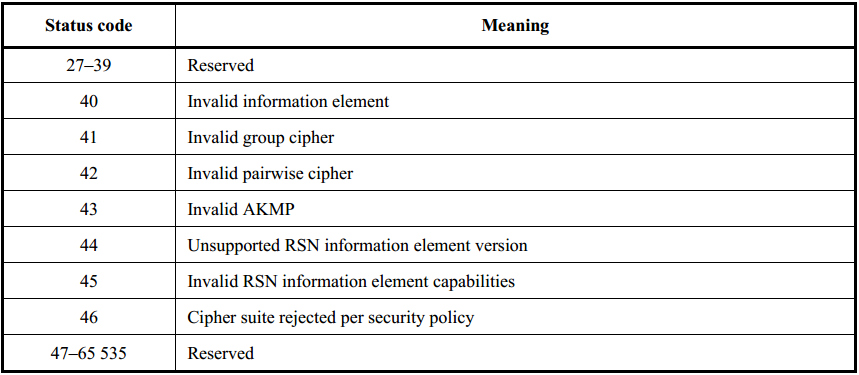 Status code Meaning
27–39 Reserved
40 Invalid information element
41 Invalid group cipher
42 Invalid pairwise cipher
43 Invalid AKMP
44 Unsupported RSN information element version
45 Invalid RSN information element capabilities
46 Cipher suite rejected per security policy
47–65 535 Reserved